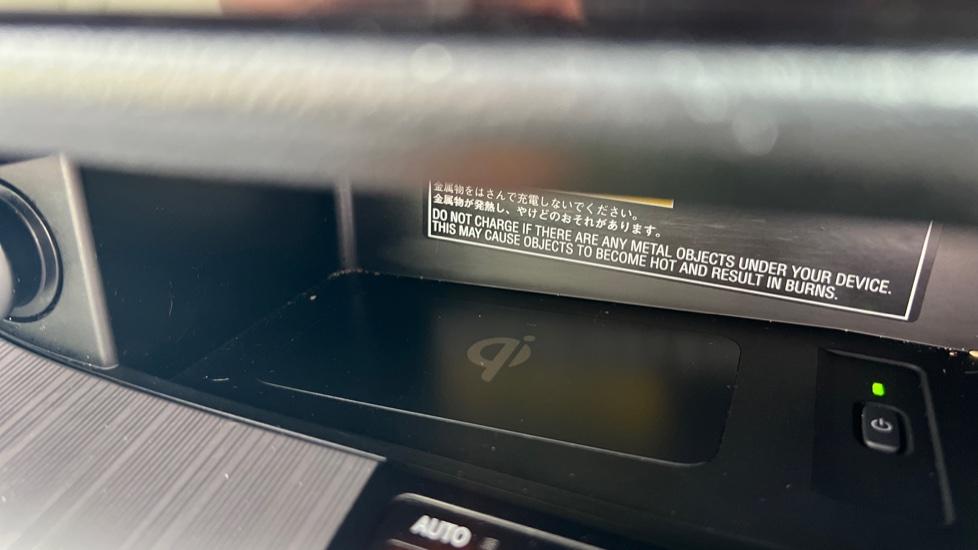 金属物をはさんで充電しないでください。
金属物が発熱し、やけどのおそれがあります。
DO NOT CHARGE IF THERE ARE ANY METAL OBJECTS UNDER YOUR DEVICE.
THIS MAY CAUSE OBJECTS TO BECOME HOT AND RESULT IN BURNS.
qi
AUTO